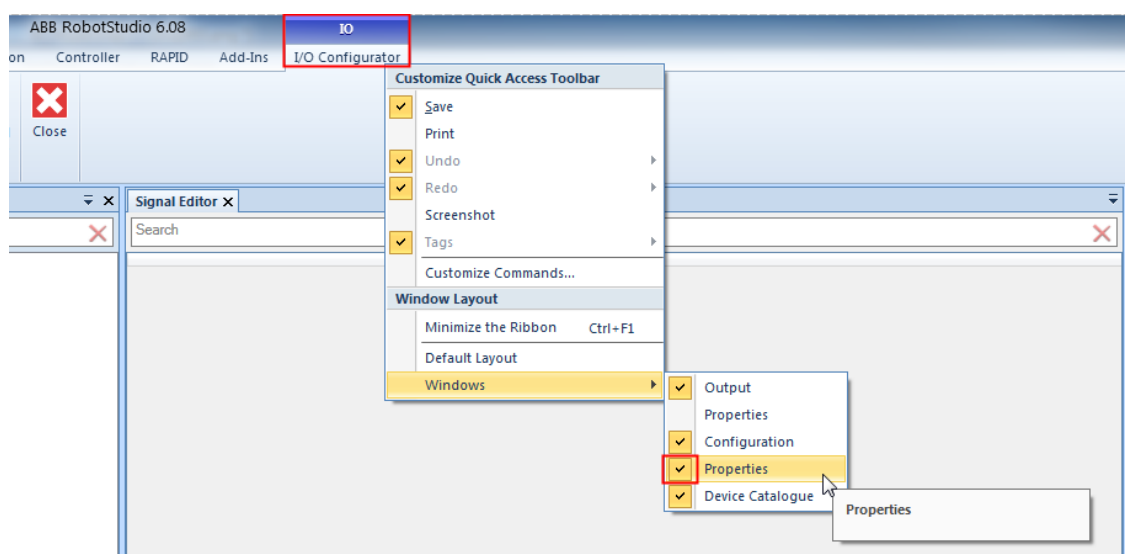 ABB RobotStudio 6.08
IO
on Controller RAPID Add-Ins I/O Configurator
Close
Customize Quick Access Toolbar
Save
Print
Undo
Redo
Screenshot
Tags
Customize Commands...
Window Layout
Minimize the Ribbon Ctrl+F1
Default Layout
Windows
Signal Editor
Search
Output
Properties
Configuration
Properties
Device Catalogue
Properties